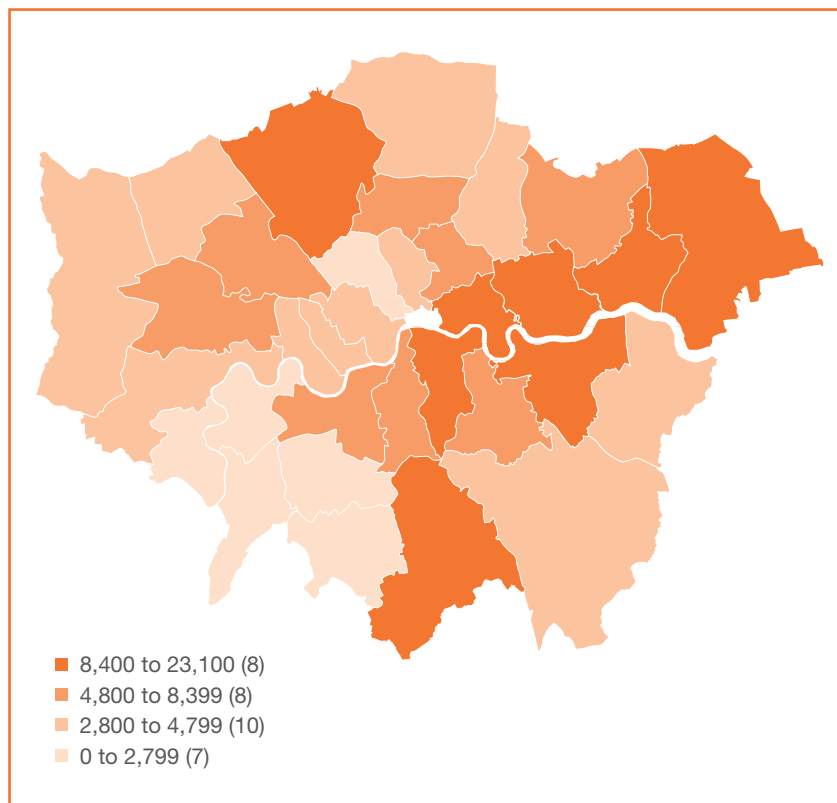 8,400 to 23,100 (8)
4,800 to 8,399 (8)
2,800 to 4,799 (10)
0 to 2,799 (7)